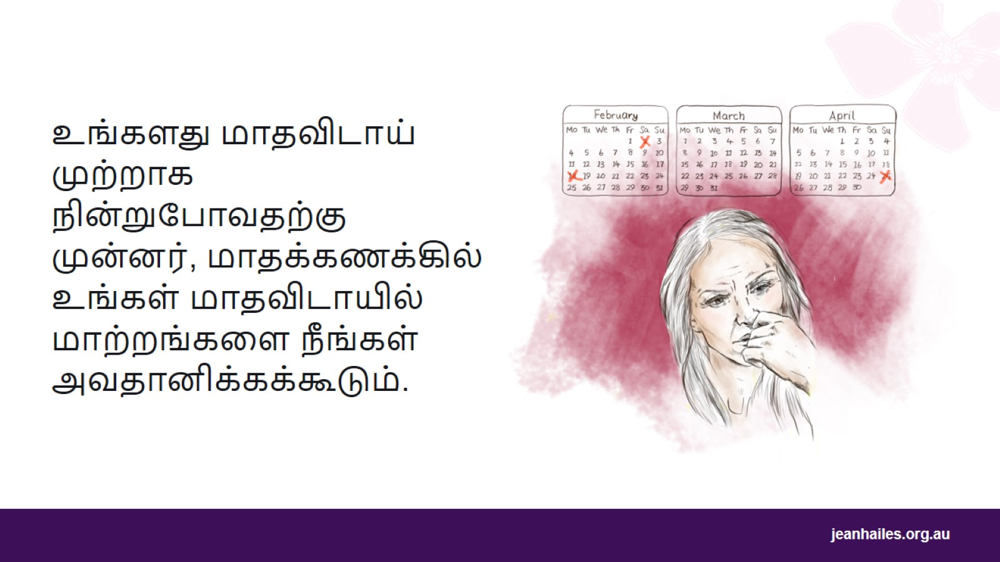 உங்களது மாதவிடாய்
முற்றாக
நின்றுபோவதற்கு
முன்னர், மாதக்கணக்கில்
உங்கள் மாதவிடாயில்
மாற்றங்களை நீங்கள்
அவதானிக்கக்கூடும்.
February
Mo Tu We Th Fr Sa Su
1 3
4 5 6 7 8 9 10
11 12 13 14 15 16 17
19 20 21 22 23 24
25 26 27 28 29 30 31
March
Mo Tu We Th Fr Sa Su
1 2 3 4 5 6 7
8 9 10 11 12 13 14
15 16 17 18 19 20 21
22 23 24 25 26 27 28
29 30 31
April
Mo Tu We Th Fr Sa Su
1 2 3 4
5 6 7 8 9 10 11
12 13 14 15 16 17 18
19 20 21 22 23 24
26 27 28 29 30
jeanhailes.org.au